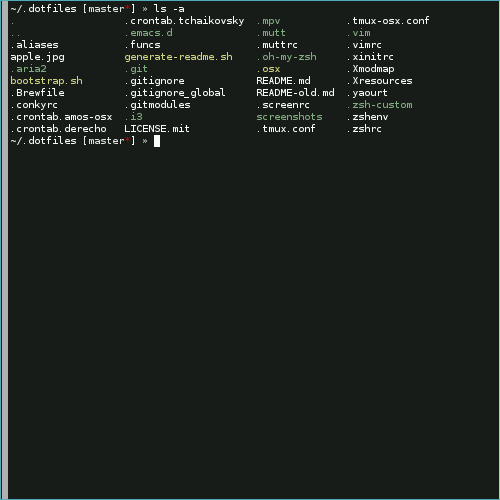 ~/.dotfiles [master*] » ls -a
. .crontab.tchaikovsky .mpv .tmux-osx.conf
.. .emacs.d .mutt .vim
.aliases .funcs .muttrc .vimrc
apple.jpg generate-readme.sh .oh-my-zsh .xinitrc
.aria2 .git .osx .Xmodmap
bootstrap.sh .gitignore README.md .Xresources
.Brewfile .gitignore_global README-old.md .yaourt
.conkyrc .gitmodules .screenrc .zsh-custom
.crontab.amos-osx .i3 screenshots .zshenv
.crontab.derecho LICENSE.mit .tmux.conf .zshrc
~/.dotfiles [master*] »